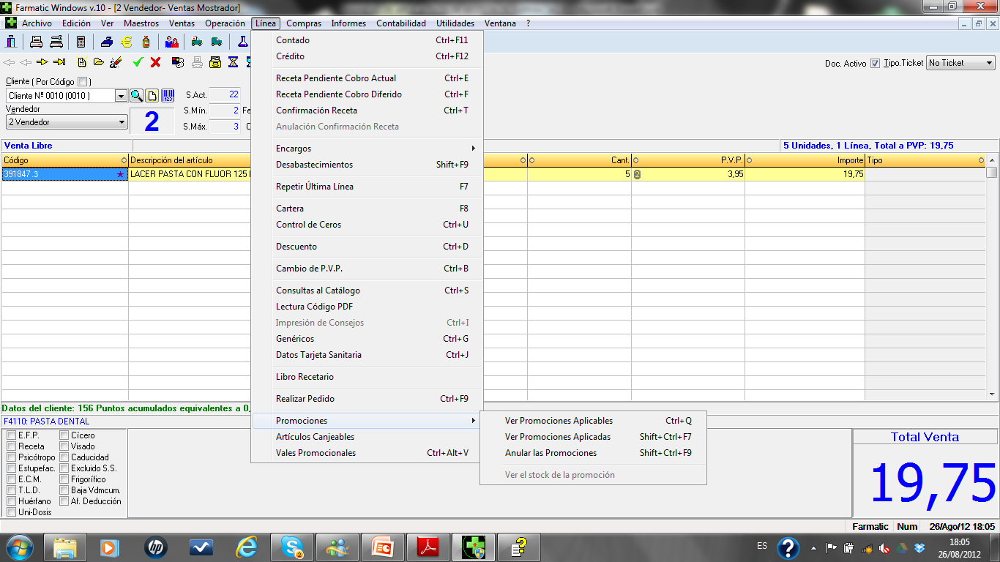 Farmatic Windows v.10 - [2 Vendedor- Ventas Mostrador]
Archivo Edición Ver Maestros Ventas Operación Línea Compras Informes Contabilidad Utilidades Ventana ?
Doc. Activo Tipo.Ticket No Ticket
Cliente ( Por Código )
Cliente Nº 0010 (0010 )
Vendedor
2 Vendedor
2
S.Act. 22
S.Mín. 2 Fe
S.Máx. 3
Venta Libre
5 Unidades, 1 Línea, Total a PVP: 19,75
Código Descripción del artículo Cant. P.V.P. Importe Tipo
391847 .3 LACER PASTA CON FLUOR 125 5 2 3,95 19,75
Contado Ctrl+F11
Crédito Ctrl+F12
Receta Pendiente Cobro Actual Ctrl+E
Receta Pendiente Cobro Diferido Ctrl+F
Confirmación Receta Ctrl+T
Anulación Confirmación Receta
Encargos
Desabastecimientos Shift+F9
Repetir Última Línea F7
Cartera F8
Control de Ceros Ctrl+U
Descuento Ctrl+D
Cambio de P.V.P. Ctrl+B
Consultas al Catálogo Ctrl+S
Lectura Código PDF
Impresión de Consejos Ctrl+I
Genéricos Ctrl+G
Datos Tarjeta Sanitaria Ctrl+J
Libro Recetario
Realizar Pedido Ctrl+F9
Promociones
Artículos Canjeables
Vales Promocionales Ctrl+Alt+V
Ver Promociones Aplicables Ctrl+Q
Ver Promociones Aplicadas Shift+Ctrl+F7
Anular las Promociones Shift+Ctrl+F9
Ver el stock de la promoción
Datos del cliente: 156 Puntos acumulados equivalentes a 0,
F4110: PASTA DENTAL
E.F.P. Cícero
Receta Visado
Psicótropo Caducidad
Estupefac. Excluido S.S.
E.C.M. Frigorífico
T.L.D. Baja Vdmcum.
Huérfano Af. Deducción
Uni-Dosis
Total Venta
19,75
Farmatic Num 26/Ago/12 18:05
ES
18:05
26/08/2012